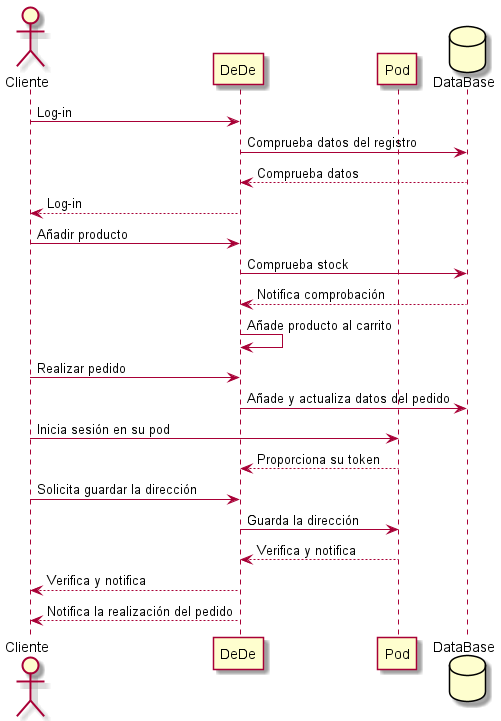 Cliente
DeDe
Pod
DataBase
Log-in
Comprueba datos del registro
Comprueba datos
Log-in
Añadir producto
Comprueba stock
Notifica comprobación
Añade producto al carrito
Realizar pedido
Añade y actualiza datos del pedido
Inicia sesión en su pod
Proporciona su token
Solicita guardar la dirección
Guarda la dirección
Verifica y notifica
Verifica y notifica
Notifica la realización del pedido
Cliente
DeDe
Pod
DataBase